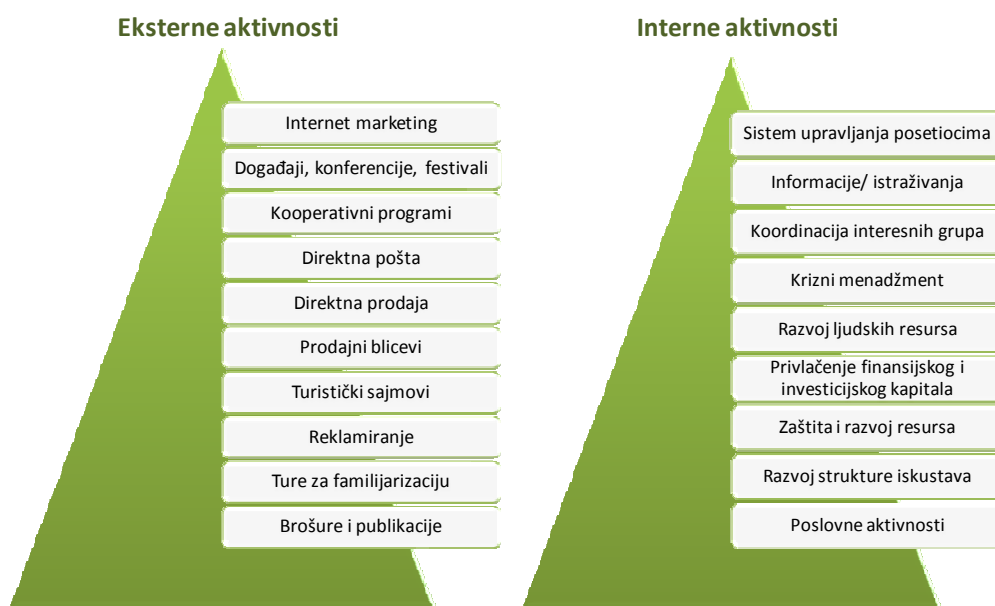 Eksterne aktivnosti
Internet marketing
Događaji, konferencije, festivali
Kooperativni programi
Direktna pošta
Direktna prodaja
Prodajni blicevi
Turistički sajmovi
Reklamiranje
Ture za familijarizaciju
Brošure i publikacije
Interne aktivnosti
Sistem upravljanja posetiocima
Informacije/ istraživanja
Koordinacija interesnih grupa
Krizni menadžment
Razvoj ljudskih resursa
Privlačenje finansijskog i
investicijskog kapitala
Zaštita i razvoj resursa
Razvoj strukture iskustava
Poslovne aktivnosti